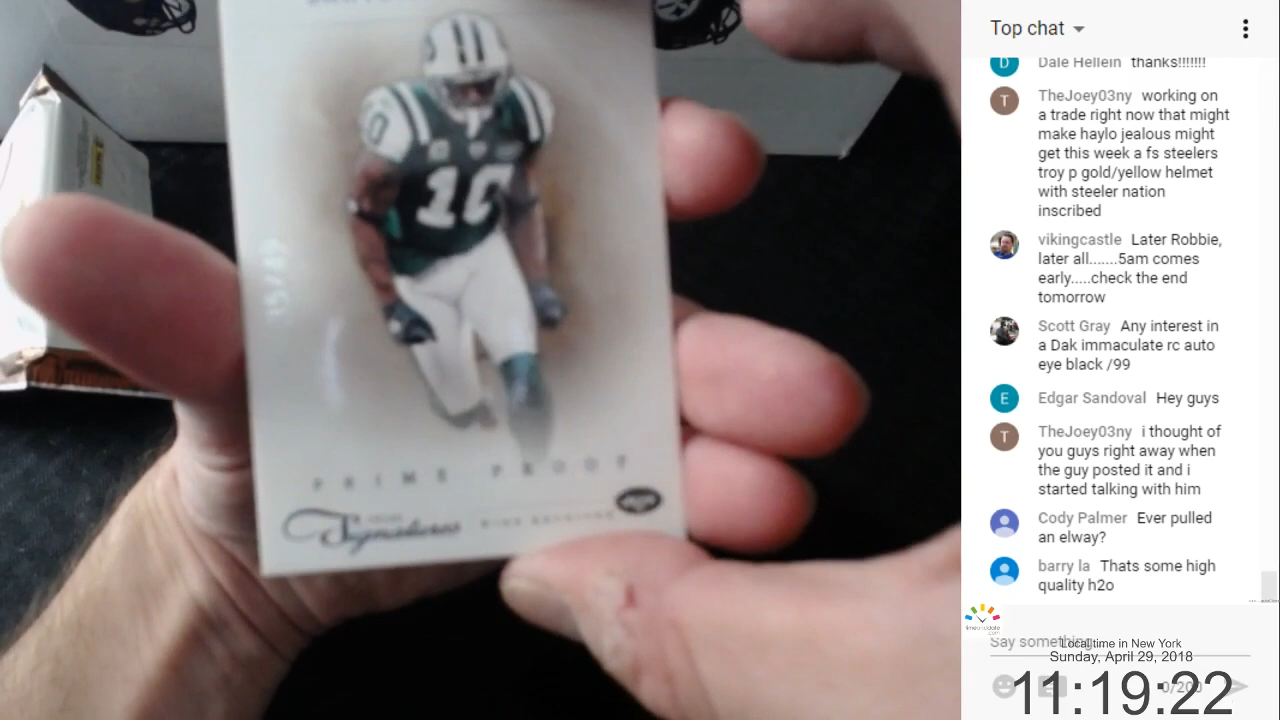 10
10
PRIME PROOF
Signatures
Top chat
Dale Hellein thanks!!!!!!!
TheJoey03ny working on
a trade right now that might
make haylo jealous might
get this week a fs steelers
troy p gold/yellow helmet
with steeler nation
inscribed
vikingcastle Later Robbie,
later all.......5am comes
early.....check the end
tomorrow
Scott Gray Any interest in
a Dak immaculate rc auto
eye black /99
Edgar Sandoval Hey guys
TheJoey03ny i thought of
you guys right away when
the guy posted it and i
started talking with him
Cody Palmer Ever pulled
an elway?
barry la Thats some high
quality h2o
Say something...
Local time in New York
Sunday, April 29, 2018
0/200
11:19:22